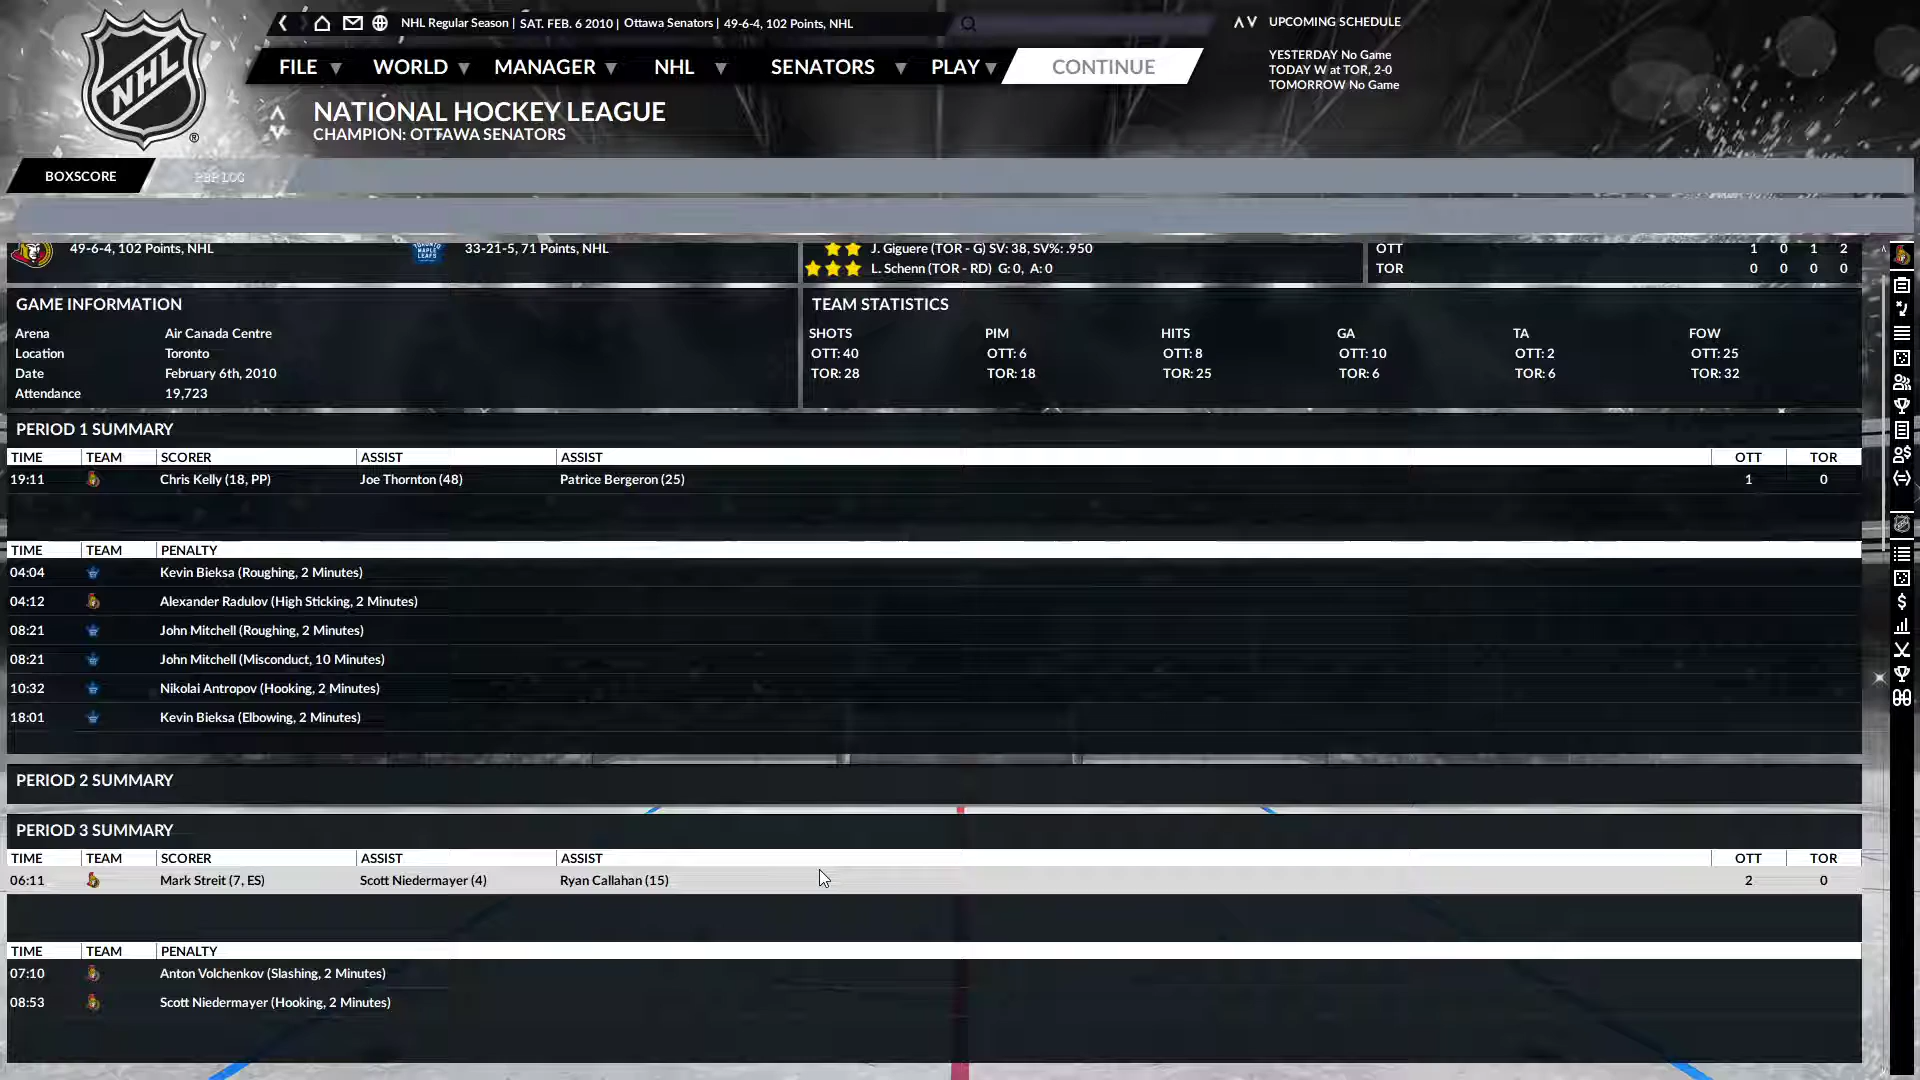 NHL Regular Season | SAT. FEB. 6 2010 | Ottawa Senators | 49-6-4, 102 Points, NHL
UPCOMING SCHEDULE
YESTERDAY No Game
TODAY W at TOR, 2-0
TOMORROW No Game
FILE WORLD MANAGER NHL SENATORS PLAY CONTINUE
NHL
NATIONAL HOCKEY LEAGUE
CHAMPION: OTTAWA SENATORS
BOXSCORE PBP LOG
49-6-4, 102 Points, NHL 33-21-5, 71 Points, NHL
TORONTO MAPLE LEAFS
J. Giguere (TOR - G) SV: 38, SV%: .950
L. Schenn (TOR - RD) G: 0, A: 0
OTT 1 0 1 2
TOR 0 0 0 0
GAME INFORMATION
Arena Air Canada Centre
Location Toronto
Date February 6th, 2010
Attendance 19,723
TEAM STATISTICS
SHOTS PIM HITS GA TA FOW
OTT: 40 OTT: 6 OTT: 8 OTT: 10 OTT: 2 OTT: 25
TOR: 28 TOR: 18 TOR: 25 TOR: 6 TOR: 6 TOR: 32
PERIOD 1 SUMMARY
TIME TEAM SCORER ASSIST ASSIST OTT TOR
19:11 Chris Kelly (18, PP) Joe Thornton (48) Patrice Bergeron (25) 1 0
TIME TEAM PENALTY
04:04 Kevin Bieksa (Roughing, 2 Minutes)
04:12 Alexander Radulov (High Sticking, 2 Minutes)
08:21 John Mitchell (Roughing, 2 Minutes)
08:21 John Mitchell (Misconduct, 10 Minutes)
10:32 Nikolai Antropov (Hooking, 2 Minutes)
18:01 Kevin Bieksa (Elbowing, 2 Minutes)
PERIOD 2 SUMMARY
PERIOD 3 SUMMARY
TIME TEAM SCORER ASSIST ASSIST OTT TOR
06:11 Mark Streit (7, ES) Scott Niedermayer (4) Ryan Callahan (15) 2 0
TIME TEAM PENALTY
07:10 Anton Volchenkov (Slashing, 2 Minutes)
08:53 Scott Niedermayer (Hooking, 2 Minutes)